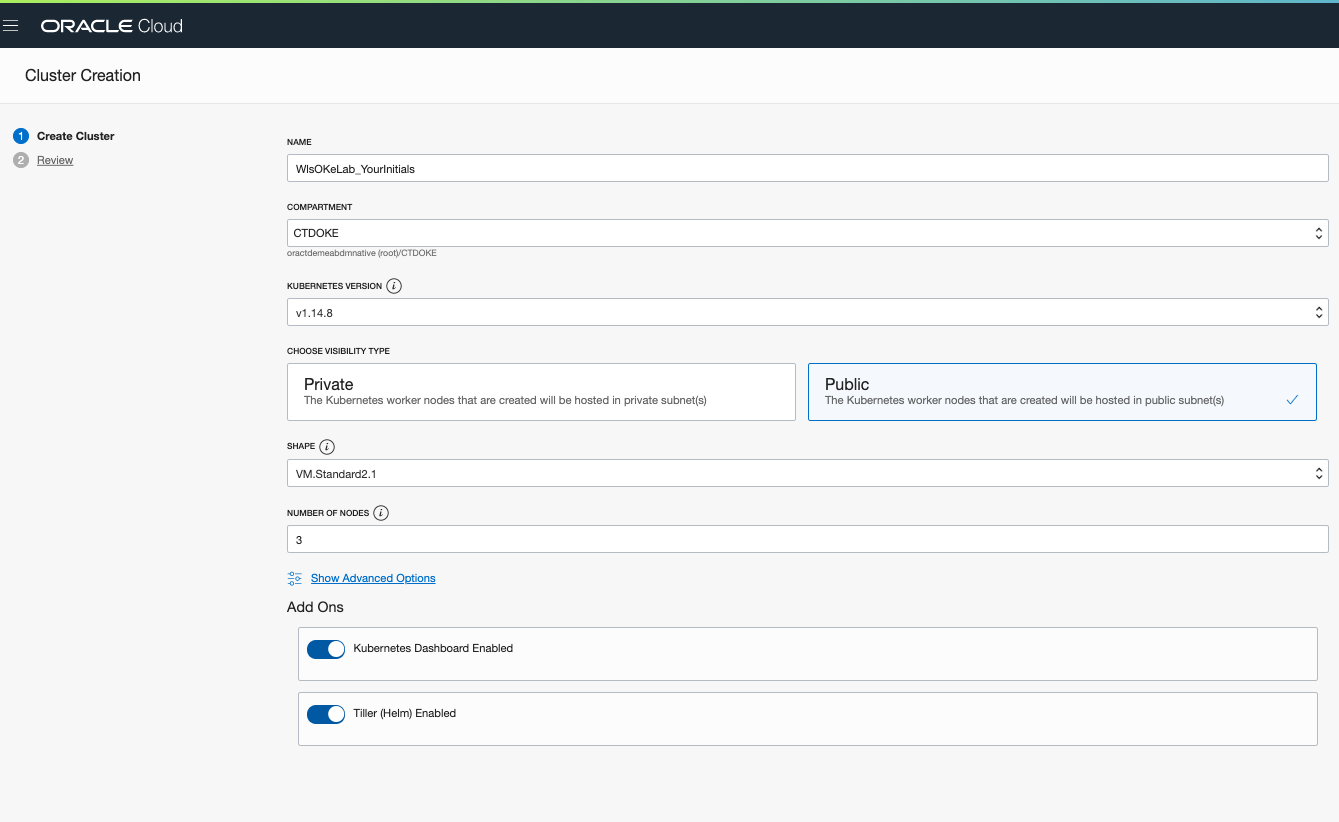 ORACLE Cloud
Cluster Creation
1 Create Cluster
2 Review
NAME
WlsOKeLab_YourInitials
COMPARTMENT
CTDOKE
oractdemeabdmnative (root)/CTDOKE
KUBERNETES VERSION i
v1.14.8
CHOOSE VISIBILITY TYPE
Private
The Kubernetes worker nodes that are created will be hosted in private subnet(s)
Public
The Kubernetes worker nodes that are created will be hosted in public subnet(s)
SHAPE i
VM.Standard2.1
NUMBER OF NODES i
3
Show Advanced Options
Add Ons
Kubernetes Dashboard Enabled
Tiller (Helm) Enabled